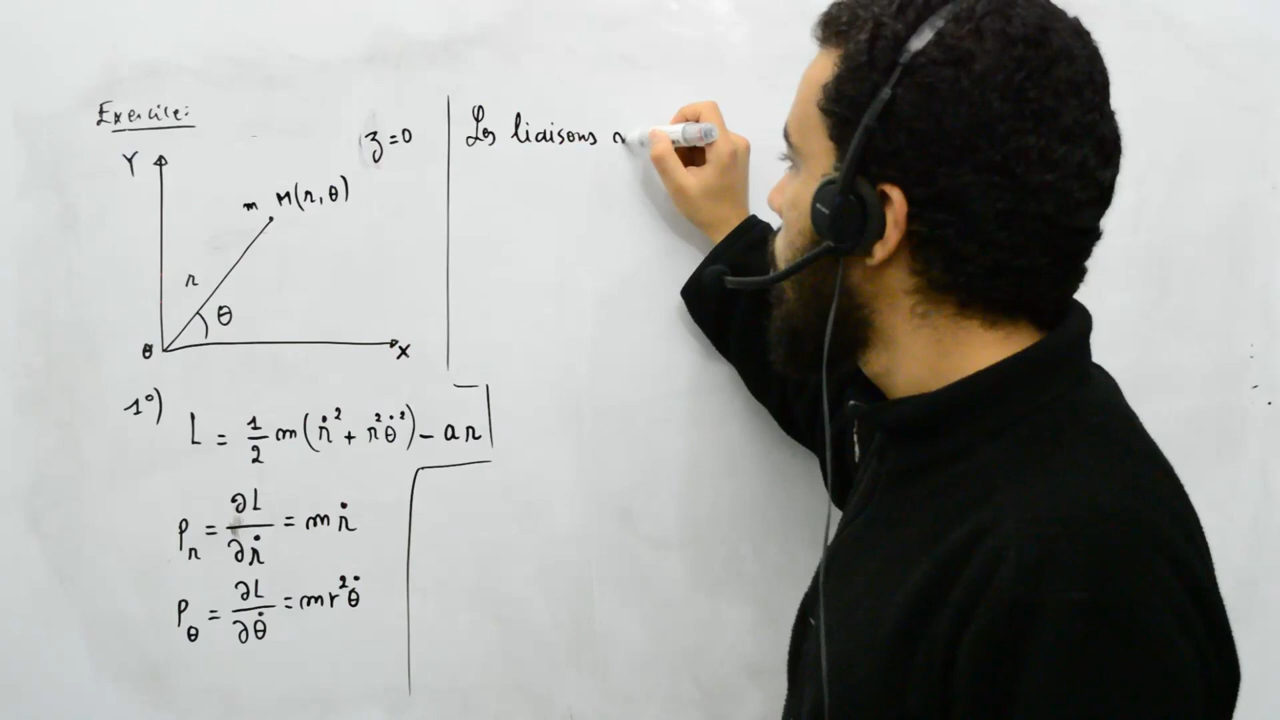 Exercice:
Y
z=0
m M(r,θ)
r
θ
O
X
1°)
L = 1/2 m(ṙ² + r²θ̇²) - ar
P_r = ∂L/∂ṙ = mṙ
P_θ = ∂L/∂θ̇ = mr²θ̇
Les liaisons